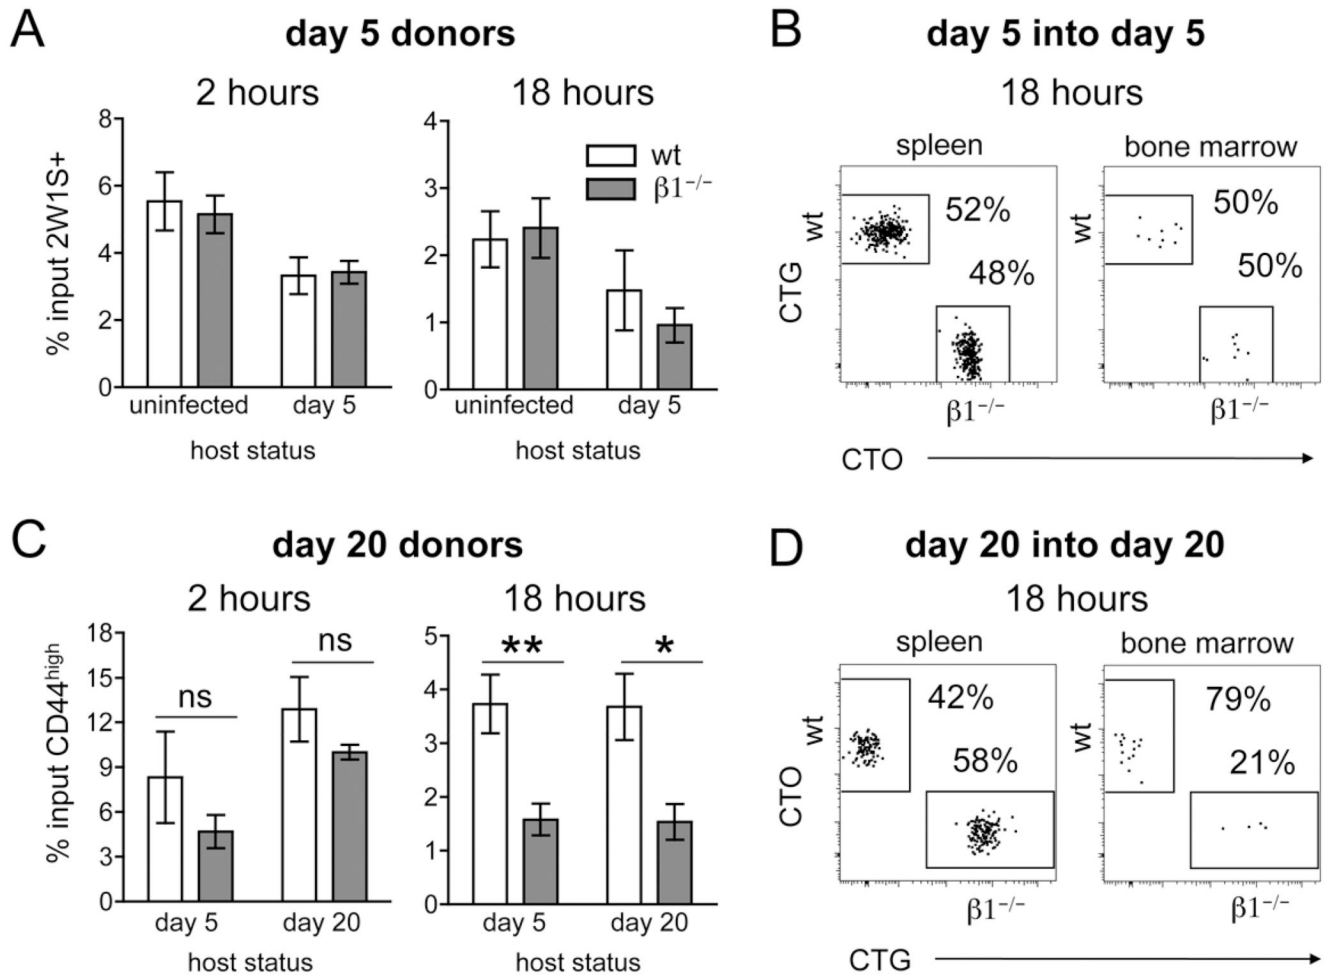 A
day 5 donors
2 hours
18 hours
% input 2W1S+
8
6
4
2
0
uninfected
day 5
host status
4
3
2
1
0
wt
β1⁻/⁻
uninfected
day 5
host status
B
day 5 into day 5
18 hours
spleen
bone marrow
CTG
wt
52%
48%
β1⁻/⁻
wt
50%
50%
β1⁻/⁻
CTO
C
day 20 donors
2 hours
18 hours
% input CD44high
18
15
12
9
6
3
0
ns
ns
day 5
day 20
host status
5
4
3
2
1
0
**
*
day 5
day 20
host status
D
day 20 into day 20
18 hours
spleen
bone marrow
CTO
wt
42%
58%
β1⁻/⁻
wt
79%
21%
β1⁻/⁻
CTG